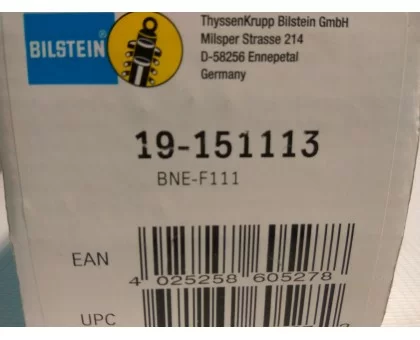 BILSTEIN®
ThyssenKrupp Bilstein GmbH
Milsper Strasse 214
D-58256 Ennepetal
Germany
19-151113
BNE-F111
EAN
4 025258 605278
UPC